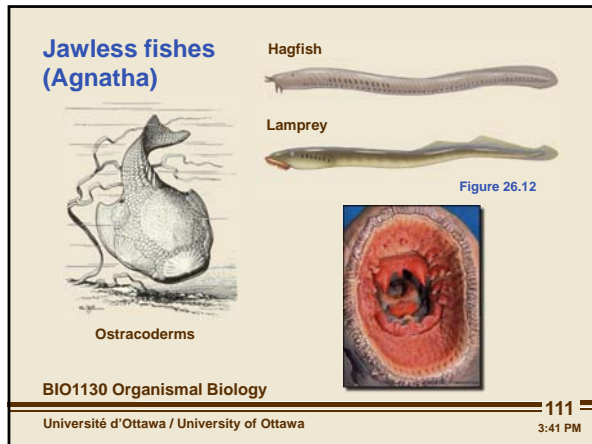 Jawless fishes
(Agnatha)
Hagfish
Lamprey
Figure 26.12
Ostracoderms
BIO1130 Organismal Biology
Université d'Ottawa / University of Ottawa
111
3:41 PM